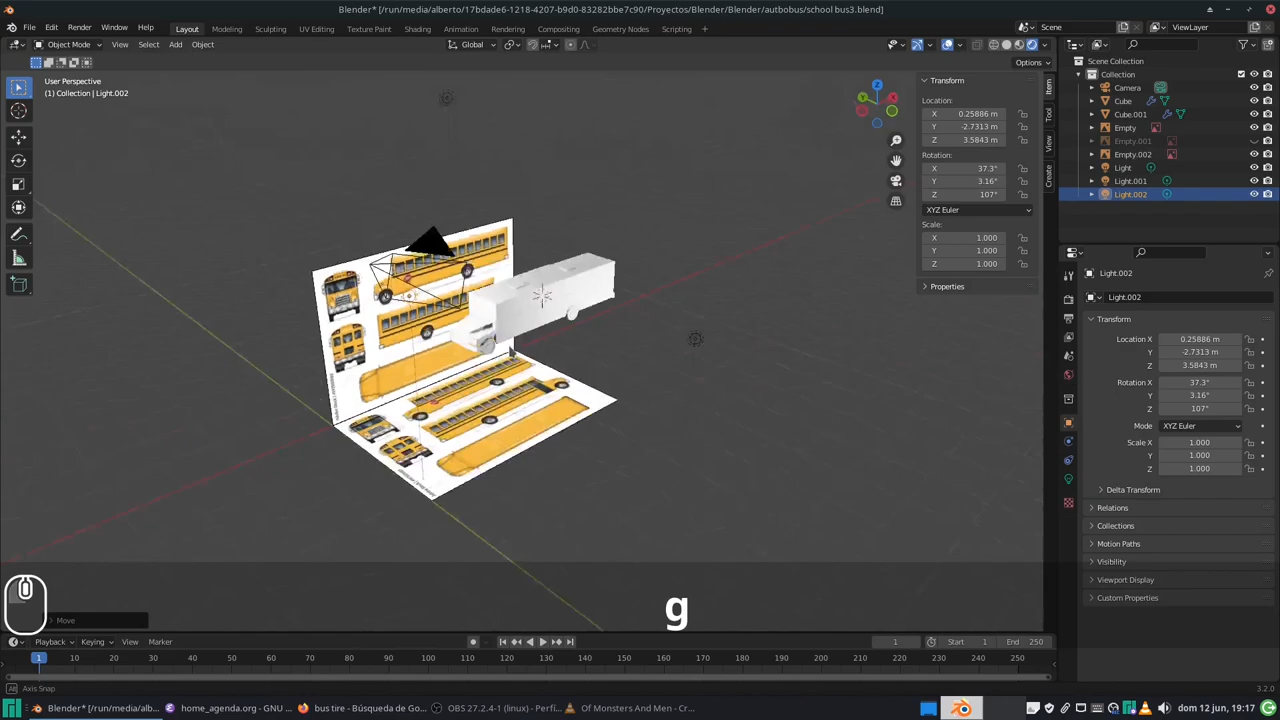 Blender* [/run/media/alberto/17bdade6-1218-4207-b9d0-83282bbe7c90/Proyectos/Blender/Blender/autbobus/school bus3.blend]
File Edit Render Window Help Layout Modeling Sculpting UV Editing Texture Paint Shading Animation Rendering Compositing Geometry Nodes Scripting Scene ViewLayer
Object Mode View Select Add Object Global
Options
User Perspective
(1) Collection | Light.002
Transform
Location:
X 0.25886 m
Y -2.7313 m
Z 3.5843 m
Rotation:
X 37.3°
Y 3.16°
Z 107°
XYZ Euler
Scale:
X 1.000
Y 1.000
Z 1.000
Properties
Item
Tool
View
Create
X
Y
Z
Scene Collection
Collection
Camera
Cube
Cube.001
Empty
Empty.001
Empty.002
Light
Light.001
Light.002
Light.002
Light.002
Transform
Location X 0.25886 m
Y -2.7313 m
Z 3.5843 m
Rotation X 37.3°
Y 3.16°
Z 107°
Mode XYZ Euler
Scale X 1.000
Y 1.000
Z 1.000
Delta Transform
Relations
Collections
Motion Paths
Visibility
Viewport Display
Custom Properties
g
Move
Playback Keying View Marker 1 Start 1 End 250
1 10 20 30 40 50 60 70 80 90 100 110 120 130 140 150 160 170 180 190 200 210 220 230 240 250
Axis Snap
Blender* [/run/media/alb... home_agenda.org - GNU ... bus tire - Búsqueda de Go... OBS 27.2.4-1 (linux) - Perfi... Of Monsters And Men - Cr... dom 12 jun, 19:17